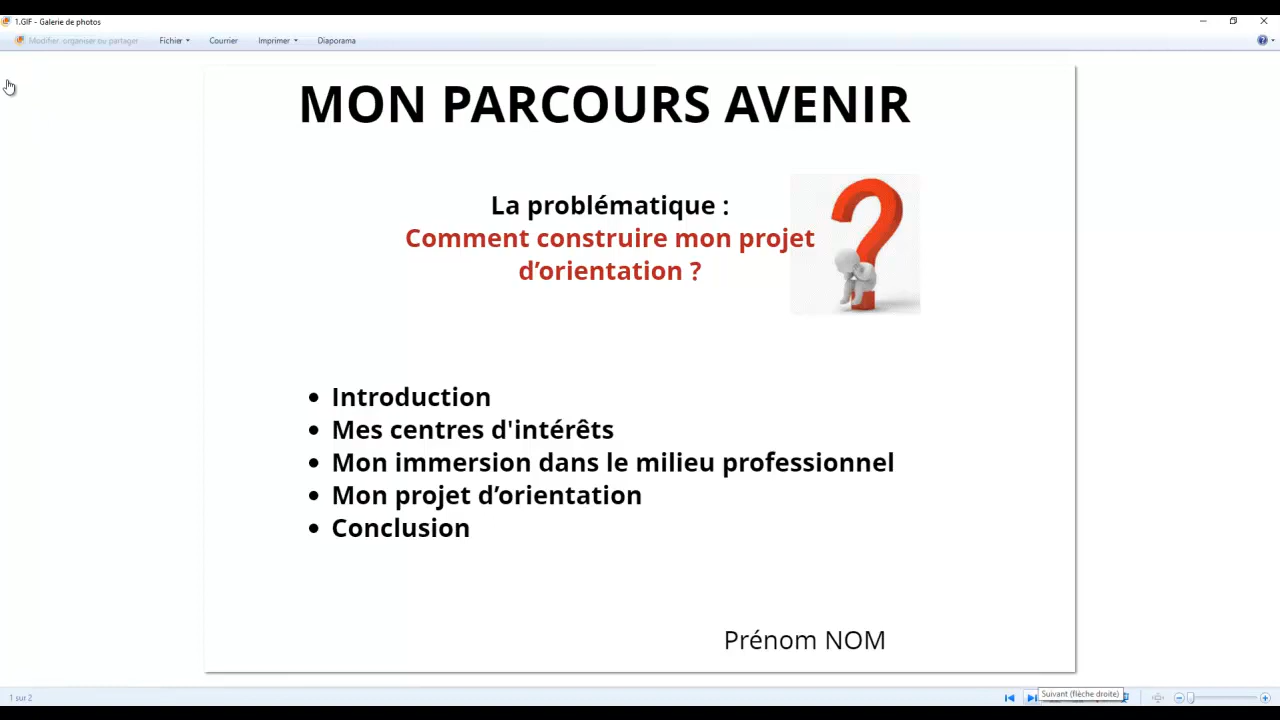 1.GIF - Galerie de photos
Modifier, organiser ou partager Fichier Courrier Imprimer Diaporama
MON PARCOURS AVENIR
La problématique :
Comment construire mon projet
d’orientation ?
• Introduction
• Mes centres d'intérêts
• Mon immersion dans le milieu professionnel
• Mon projet d’orientation
• Conclusion
Prénom NOM
1 sur 2
Suivant (flèche droite)